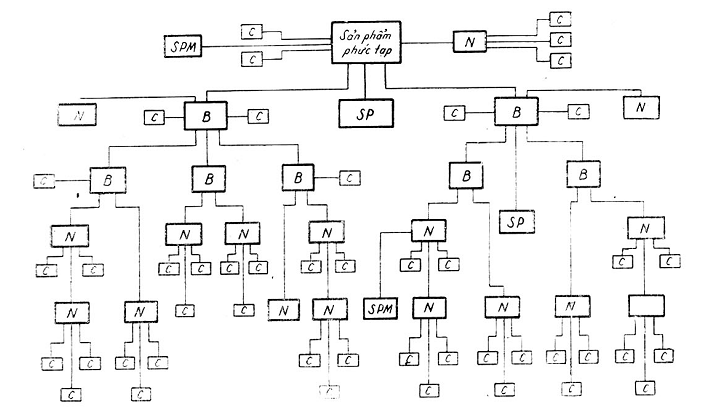 C
C Sản phẩm C
SPM phức tạp N
C C
N C B C SP C B C N
C B B B C B B
SP
N N N N N N
C C C C C C C C C C C C
N N C C N N SPM N N N
C C C C C C C C C C C C C C
C C C C C C C